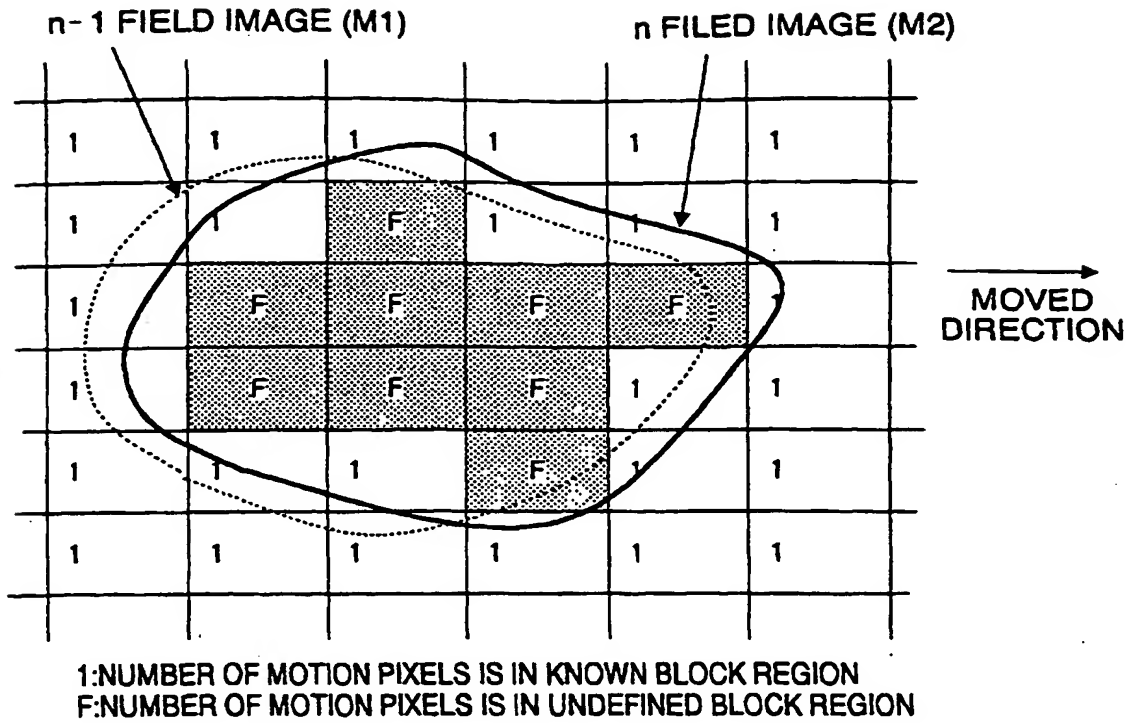 n-1 FIELD IMAGE (M1)
n FILED IMAGE (M2)
1 1 1 1 1 1
1 1 F 1 1 1
1 F F F F 1
1 F F F 1 1
1 1 1 F 1 1
1 1 1 1 1 1
MOVED
DIRECTION
1:NUMBER OF MOTION PIXELS IS IN KNOWN BLOCK REGION
F:NUMBER OF MOTION PIXELS IS IN UNDEFINED BLOCK REGION